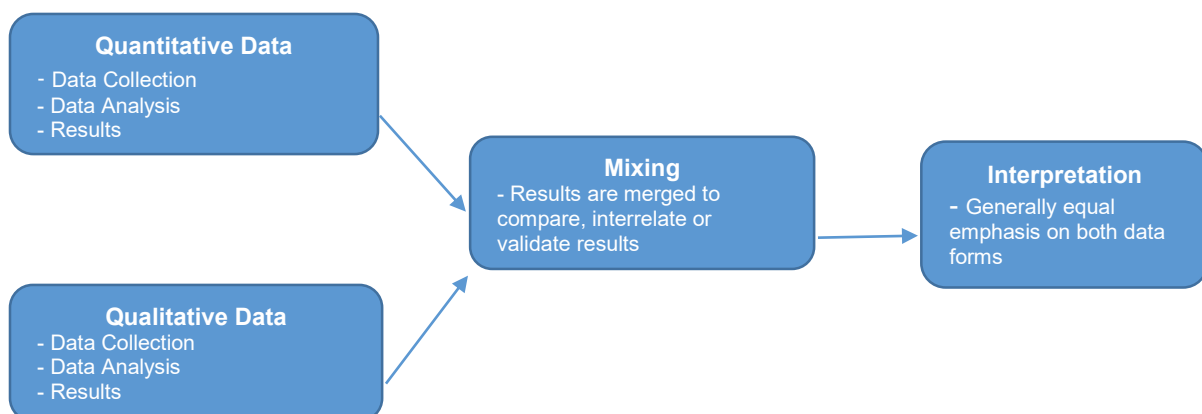 Quantitative Data
- Data Collection
- Data Analysis
- Results
Mixing
- Results are merged to
compare, interrelate or
validate results
Interpretation
- Generally equal
emphasis on both data
forms
Qualitative Data
- Data Collection
- Data Analysis
- Results